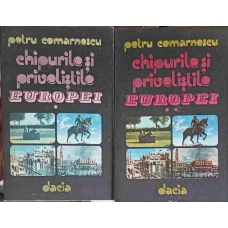 petru comarnescu
chipurile și
priveliștile
EUROPEI
dacia
petru comarnescu
chipurile și
priveliștile
EUROPEI
dacia